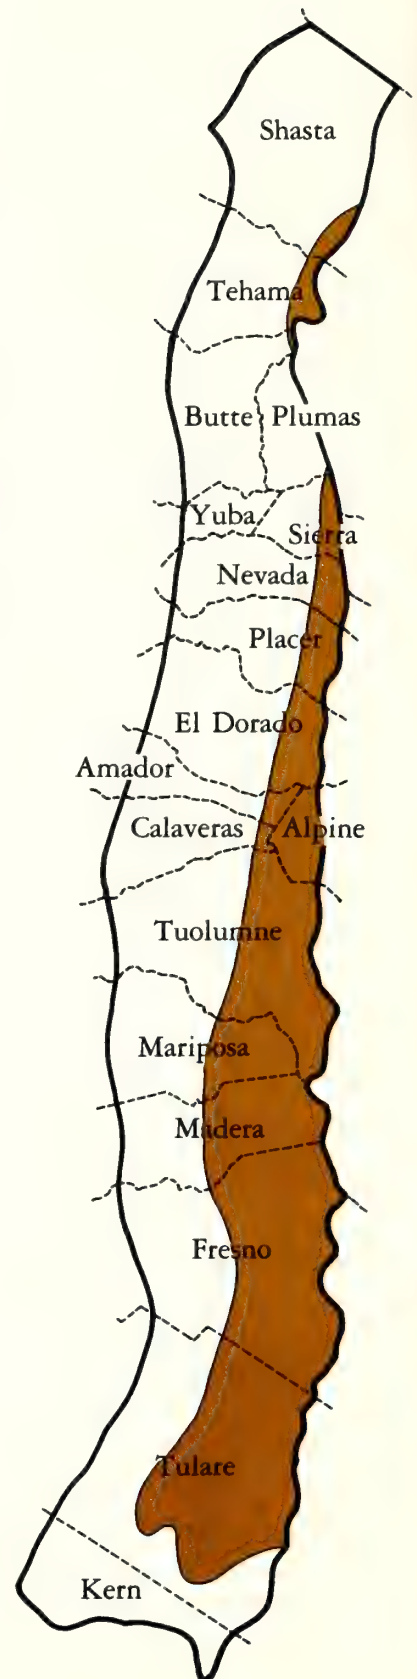 Shasta
Tehama
Butte
Plumas
Yuba
Sierra
Nevada
Placer
El Dorado
Amador
Calaveras
Alpine
Tuolumne
Mariposa
Madera
Fresno
Tulare
Kern